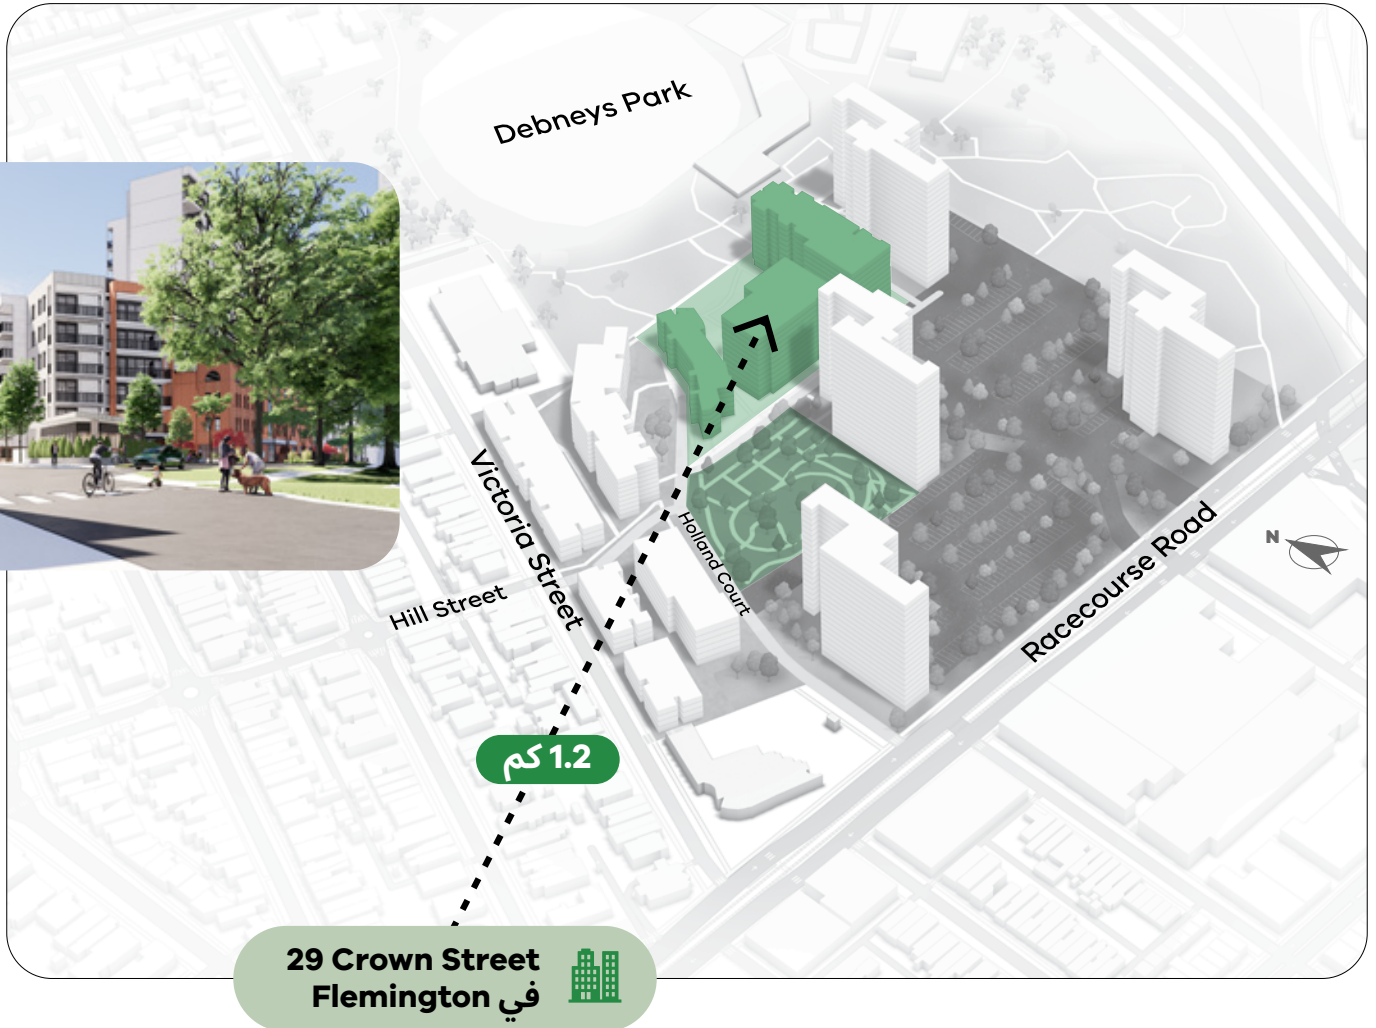 Debneys Park
Victoria Street
Holland Court
Hill Street
Racecourse Road
N
1.2 كم
29 Crown Street
في Flemington